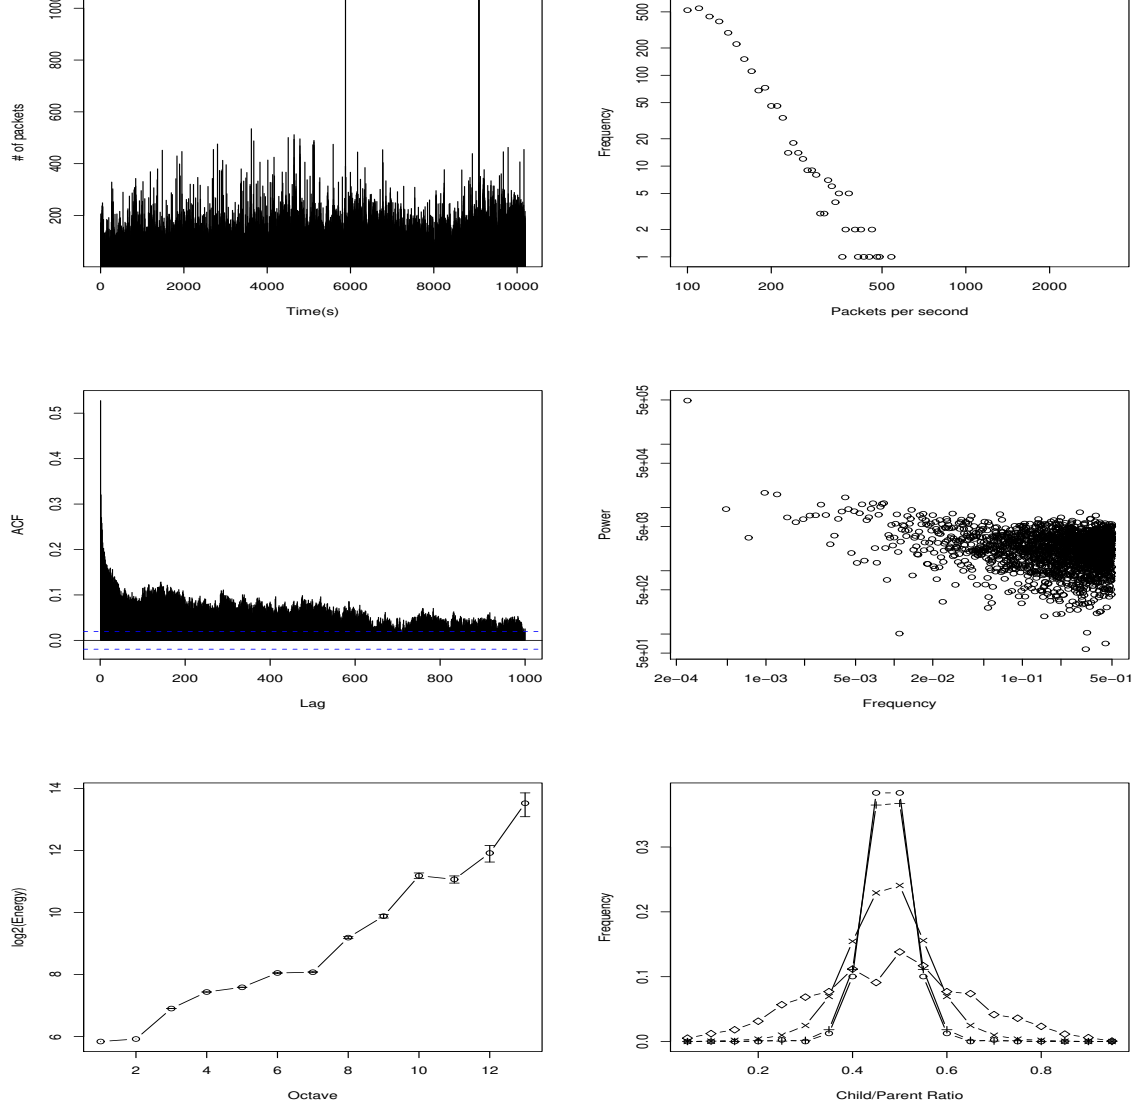 1000
800
600
400
200
# of packets
0 2000 4000 6000 8000 10000
Time(s)
500
200
100
50
20
10
5
2
1
Frequency
100 200 500 1000 2000
Packets per second
0.5
0.4
0.3
0.2
0.1
0.0
ACF
0 200 400 600 800 1000
Lag
5e+05
5e+04
5e+03
5e+02
5e+01
Power
2e−04 1e−03 5e−03 2e−02 1e−01 5e−01
Frequency
14
12
10
8
6
log2(Energy)
2 4 6 8 10 12
Octave
0.3
0.2
0.1
0.0
Frequency
0.2 0.4 0.6 0.8
Child/Parent Ratio